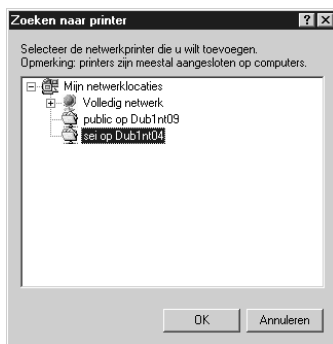 Zoeken naar printer
Selecteer de netwerkprinter die u wilt toevoegen.
Opmerking: printers zijn meestal aangesloten op computers.
Mijn netwerklocaties
Volledig netwerk
public op Dub1nt09
sei op Dub1nt04
OK Annuleren